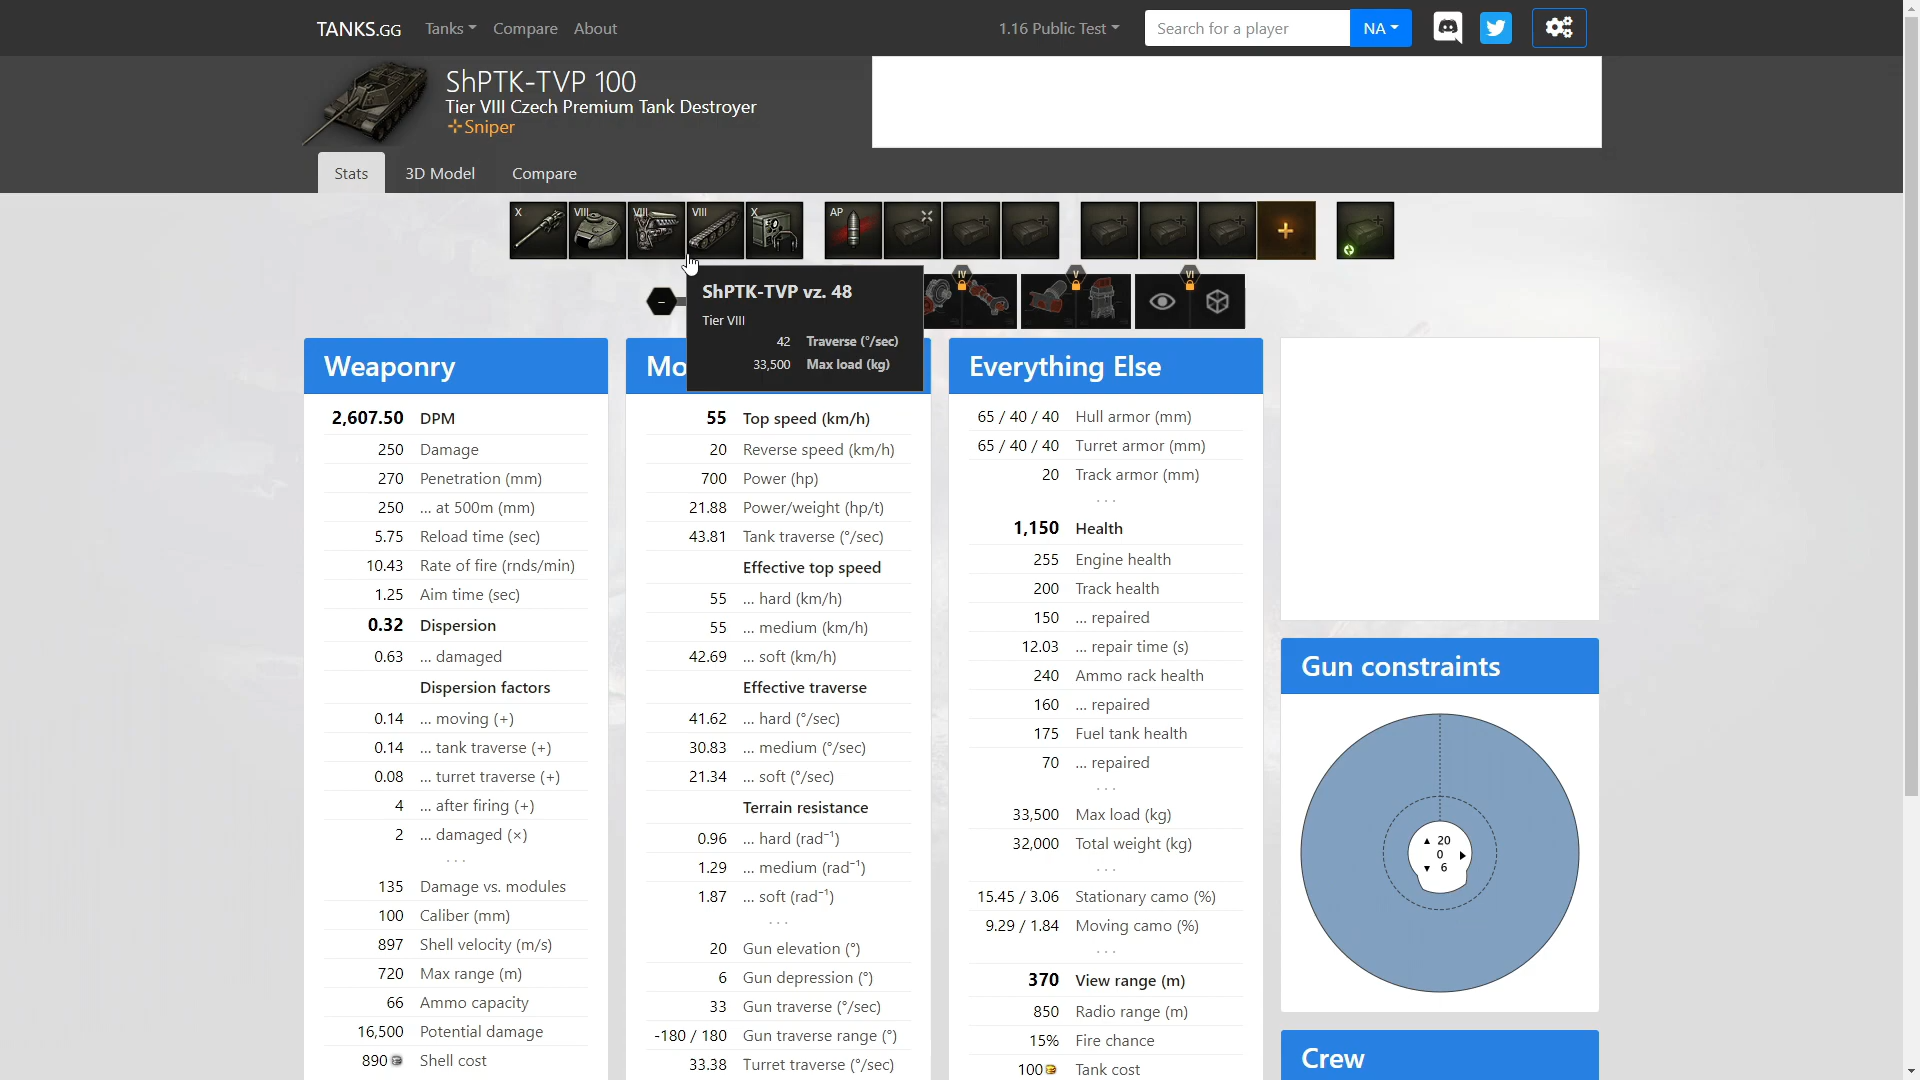 TANKS.GG Tanks Compare About 1.16 Public Test Search for a player NA
ShPTK-TVP 100
Tier VIII Czech Premium Tank Destroyer
Sniper
Stats 3D Model Compare
X VIII VIII VIII X AP
IV V VI
ShPTK-TVP vz. 48
Tier VIII
42 Traverse (°/sec)
33,500 Max load (kg)
Weaponry
2,607.50 DPM
250 Damage
270 Penetration (mm)
250 ... at 500m (mm)
5.75 Reload time (sec)
10.43 Rate of fire (rnds/min)
1.25 Aim time (sec)
0.32 Dispersion
0.63 ... damaged
Dispersion factors
0.14 ... moving (+)
0.14 ... tank traverse (+)
0.08 ... turret traverse (+)
4 ... after firing (+)
2 ... damaged (×)
...
135 Damage vs. modules
100 Caliber (mm)
897 Shell velocity (m/s)
720 Max range (m)
66 Ammo capacity
16,500 Potential damage
890 Shell cost
Mo
55 Top speed (km/h)
20 Reverse speed (km/h)
700 Power (hp)
21.88 Power/weight (hp/t)
43.81 Tank traverse (°/sec)
Effective top speed
55 ... hard (km/h)
55 ... medium (km/h)
42.69 ... soft (km/h)
Effective traverse
41.62 ... hard (°/sec)
30.83 ... medium (°/sec)
21.34 ... soft (°/sec)
Terrain resistance
0.96 ... hard (rad⁻¹)
1.29 ... medium (rad⁻¹)
1.87 ... soft (rad⁻¹)
...
20 Gun elevation (°)
6 Gun depression (°)
33 Gun traverse (°/sec)
-180 / 180 Gun traverse range (°)
33.38 Turret traverse (°/sec)
Everything Else
65 / 40 / 40 Hull armor (mm)
65 / 40 / 40 Turret armor (mm)
20 Track armor (mm)
...
1,150 Health
255 Engine health
200 Track health
150 ... repaired
12.03 ... repair time (s)
240 Ammo rack health
160 ... repaired
175 Fuel tank health
70 ... repaired
...
33,500 Max load (kg)
32,000 Total weight (kg)
...
15.45 / 3.06 Stationary camo (%)
9.29 / 1.84 Moving camo (%)
...
370 View range (m)
850 Radio range (m)
15% Fire chance
100 Tank cost
Gun constraints
▲ 20
0 ▶
▼ 6
Crew